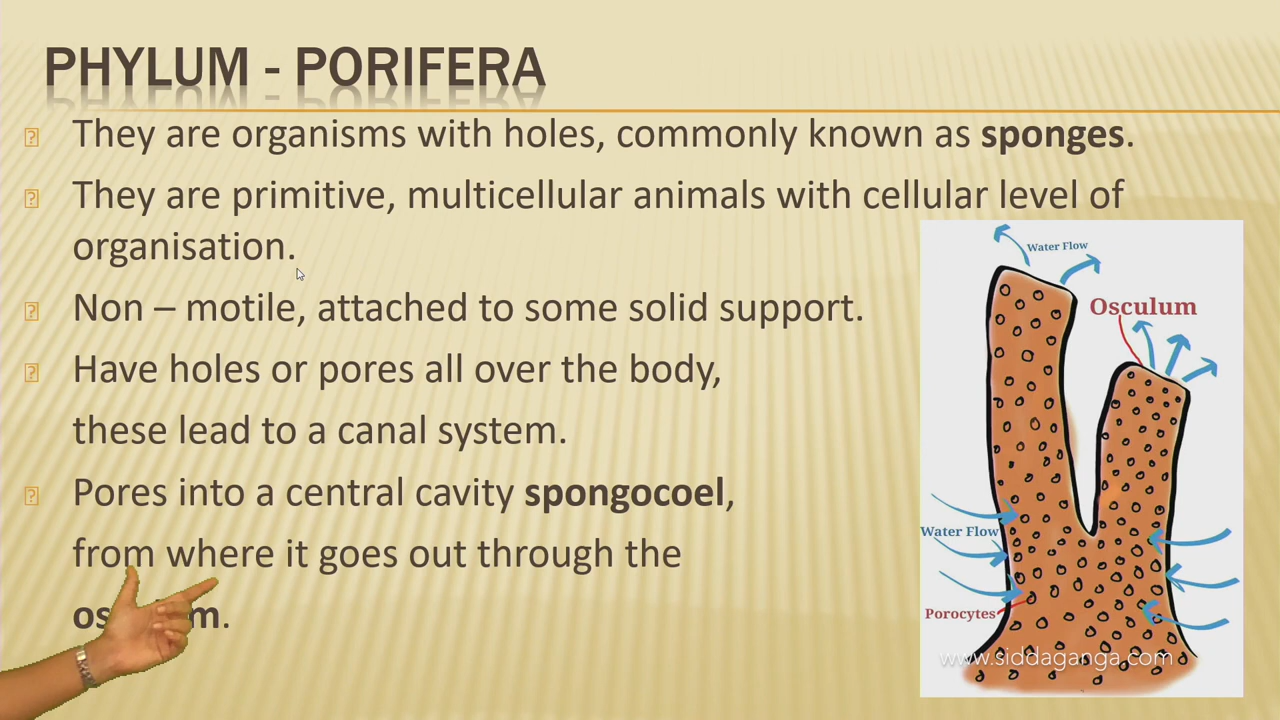 PHYLUM - PORIFERA
They are organisms with holes, commonly known as sponges.
They are primitive, multicellular animals with cellular level of
organisation.
Non – motile, attached to some solid support.
Have holes or pores all over the body,
these lead to a canal system.
Pores into a central cavity spongocoel,
from where it goes out through the
Water Flow
Osculum
Water Flow
Porocytes
www.siddaganga.com